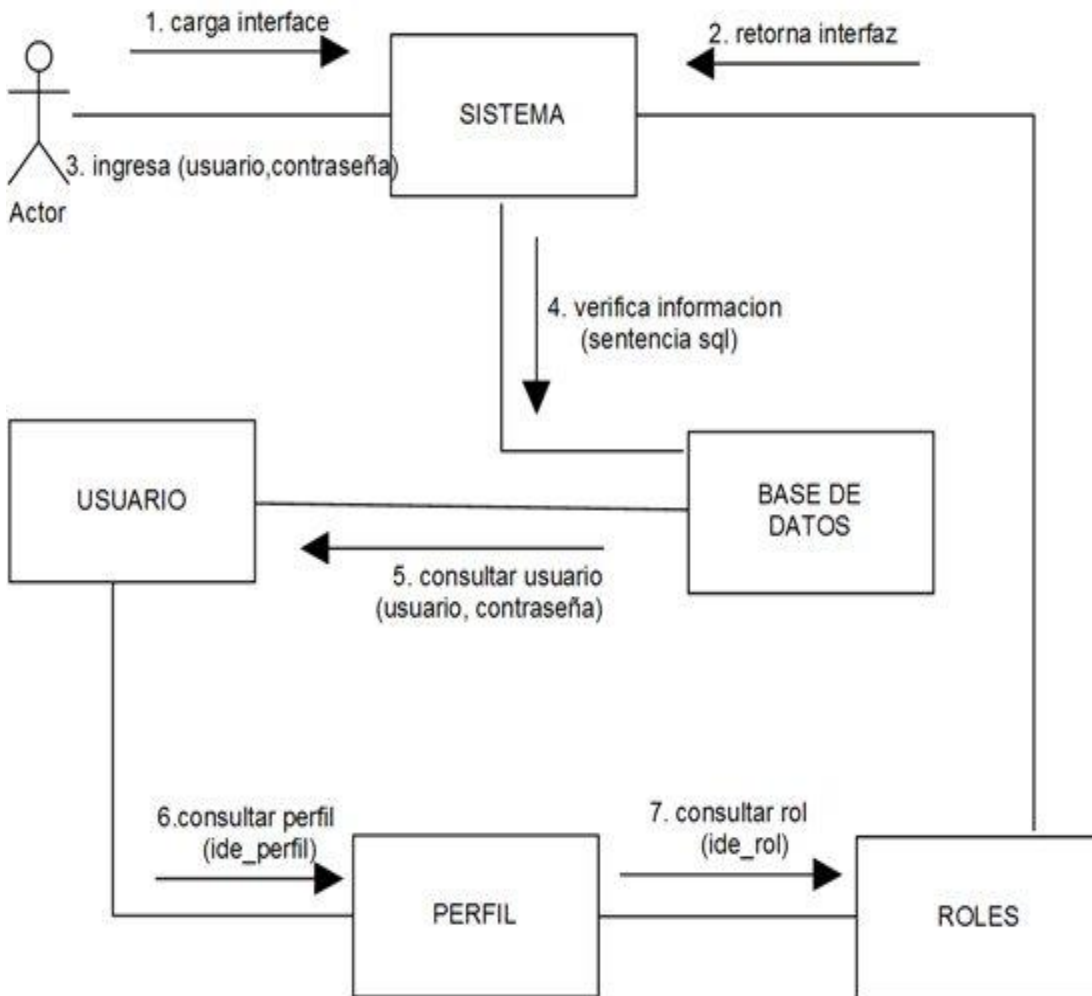 1. carga interface
2. retorna interfaz
SISTEMA
3. ingresa (usuario,contraseña)
Actor
4. verifica informacion
(sentencia sql)
USUARIO
BASE DE
DATOS
5. consultar usuario
(usuario, contraseña)
6.consultar perfil
(ide_perfil)
7. consultar rol
(ide_rol)
PERFIL
ROLES